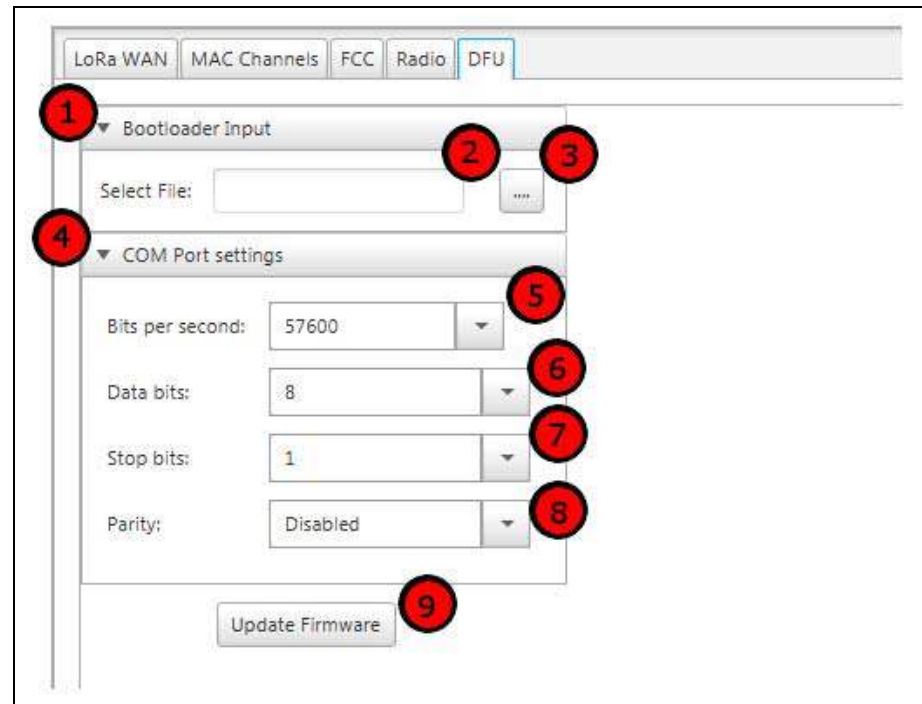 LoRa WAN MAC Channels FCC Radio DFU
1
Bootloader Input
2
3
Select File:
....
4
COM Port settings
5
Bits per second: 57600
6
Data bits: 8
7
Stop bits: 1
8
Parity: Disabled
9
Update Firmware